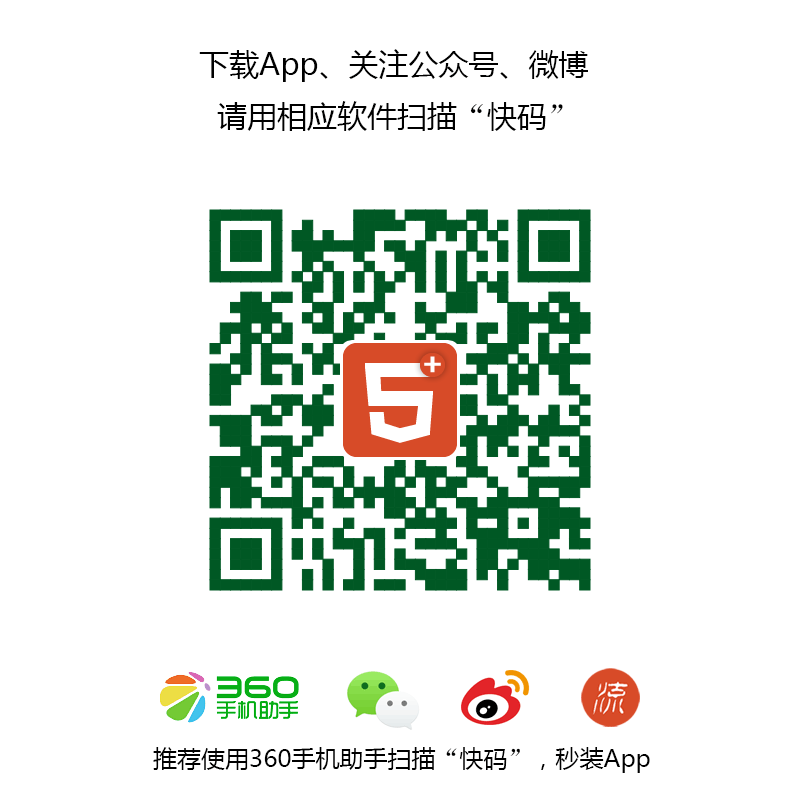 下载App、关注公众号、微博
请用相应软件扫描“快码”
5+
360
手机助手
流
推荐使用360手机助手扫描“快码”，秒装App